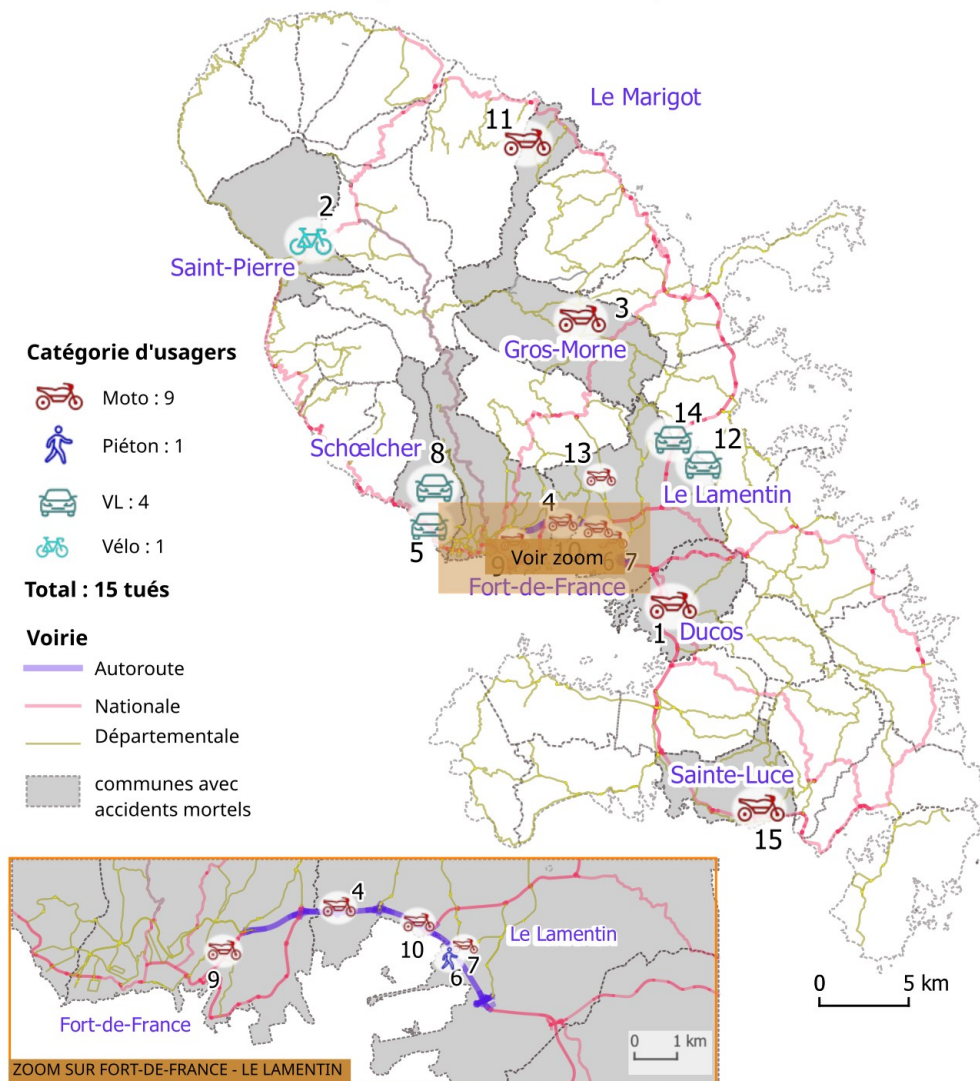 Le Marigot
11
2
Saint-Pierre
3
Gros-Morne
Catégorie d'usagers
Moto : 9
Piéton : 1
VL : 4
Vélo : 1
Total : 15 tués
Voirie
Autoroute
Nationale
Départementale
communes avec
accidents mortels
14
12
Schœlcher
8
13
Le Lamentin
4
5
9
10
6
7
Voir zoom
Fort-de-France
1
Ducos
Sainte-Luce
15
4
10
Le Lamentin
7
6
9
Fort-de-France
0 1 km
ZOOM SUR FORT-DE-FRANCE - LE LAMENTIN
0 5 km